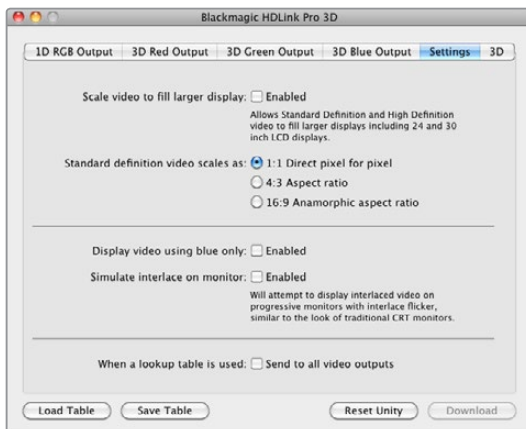 Blackmagic HDLink Pro 3D
1D RGB Output 3D Red Output 3D Green Output 3D Blue Output Settings 3D
Scale video to fill larger display: Enabled
Allows Standard Definition and High Definition
video to fill larger displays including 24 and 30
inch LCD displays.
Standard definition video scales as: 1:1 Direct pixel for pixel
4:3 Aspect ratio
16:9 Anamorphic aspect ratio
Display video using blue only: Enabled
Simulate interlace on monitor: Enabled
Will attempt to display interlaced video on
progressive monitors with interlace flicker,
similar to the look of traditional CRT monitors.
When a lookup table is used: Send to all video outputs
Load Table Save Table Reset Unity Download